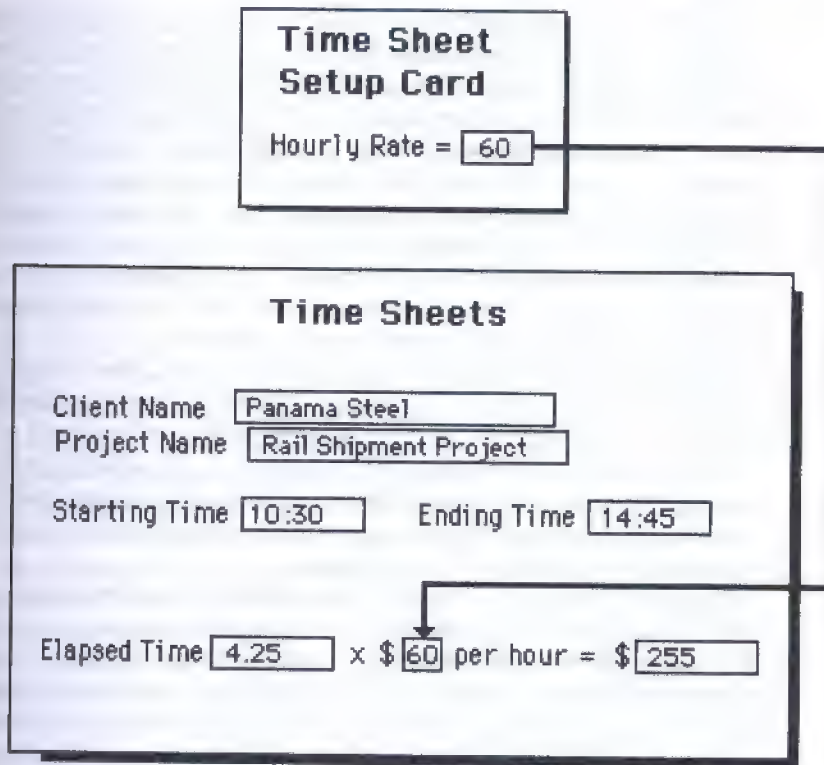 Time Sheet
Setup Card
Hourly Rate = 60
Time Sheets
Client Name Panama Steel
Project Name Rail Shipment Project
Starting Time 10:30 Ending Time 14:45
Elapsed Time 4.25 x $ 60 per hour = $ 255